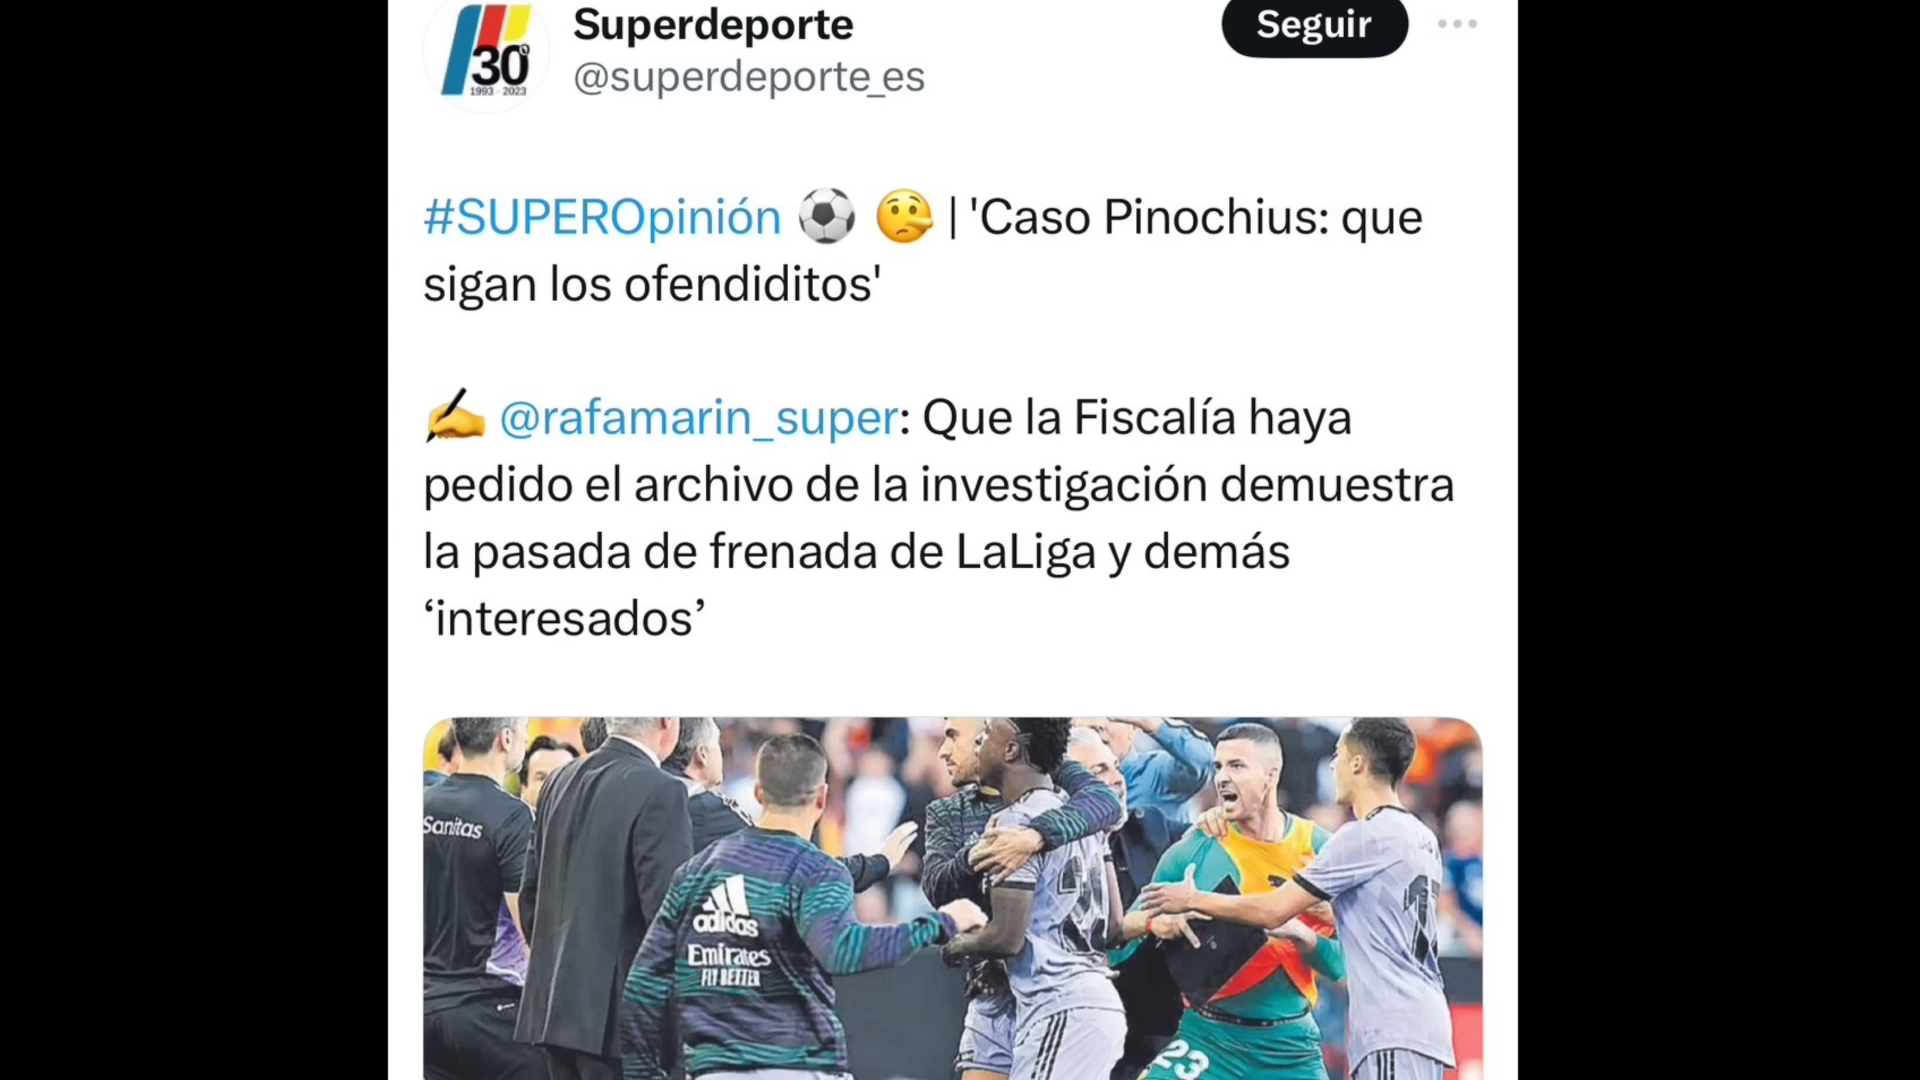 30º
1993 - 2023
Superdeporte
@superdeporte_es
Seguir
#SUPEROpinión ⚽ 🤥 | 'Caso Pinochius: que
sigan los ofendiditos'
✍ @rafamarin_super: Que la Fiscalía haya
pedido el archivo de la investigación demuestra
la pasada de frenada de LaLiga y demás
‘interesados’
Sanitas
adidas
Emirates
FLY BETTER
23